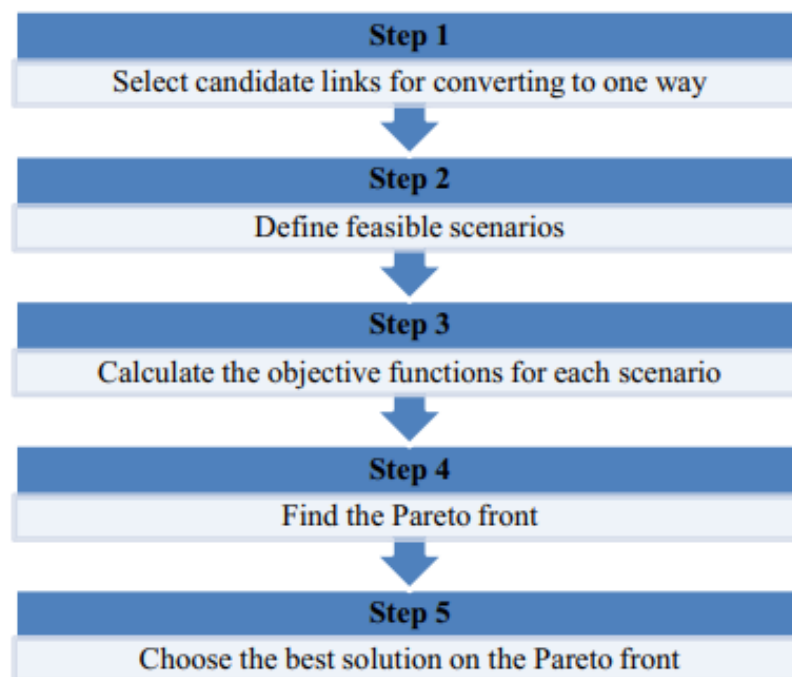 Step 1
Select candidate links for converting to one way
Step 2
Define feasible scenarios
Step 3
Calculate the objective functions for each scenario
Step 4
Find the Pareto front
Step 5
Choose the best solution on the Pareto front